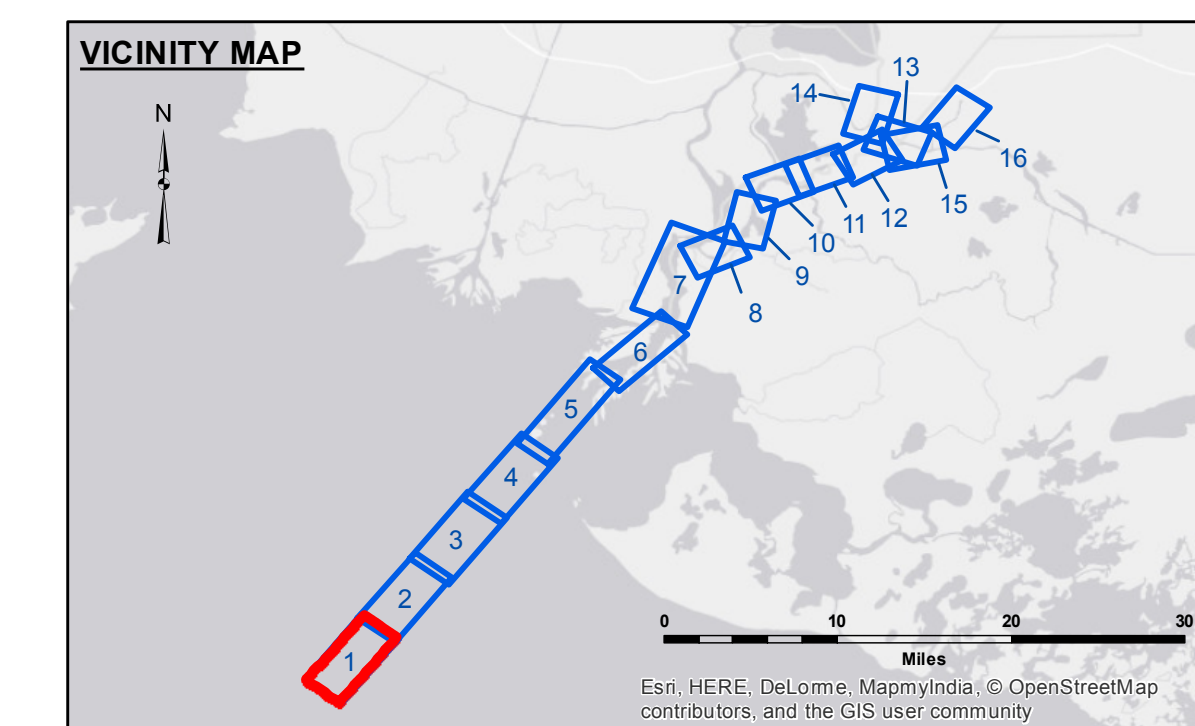 VICINITY MAP
N
13
14
16
15
12
11
10
9
8
7
6
5
4
3
2
1
0 10 20 30
Miles
Esri, HERE, DeLorme, MapmyIndia, © OpenStreetMap
contributors, and the GIS user community